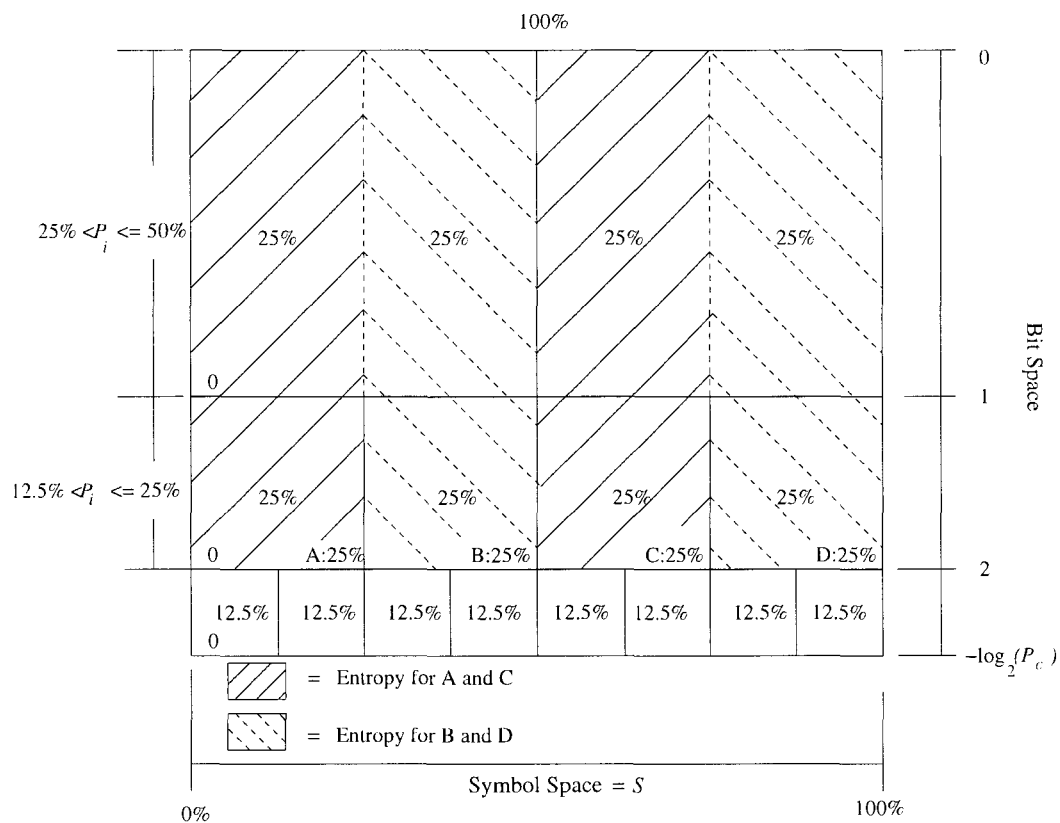 100%
0
25% <P_i <= 50%
25% 25% 25% 25%
Bit Space
0
1
12.5% <P_i <= 25%
25% 25% 25% 25%
0 A:25% B:25% C:25% D:25%
2
12.5% 12.5% 12.5% 12.5% 12.5% 12.5% 12.5% 12.5%
0
–log_2(P_c)
= Entropy for A and C
= Entropy for B and D
Symbol Space = S
0%
100%